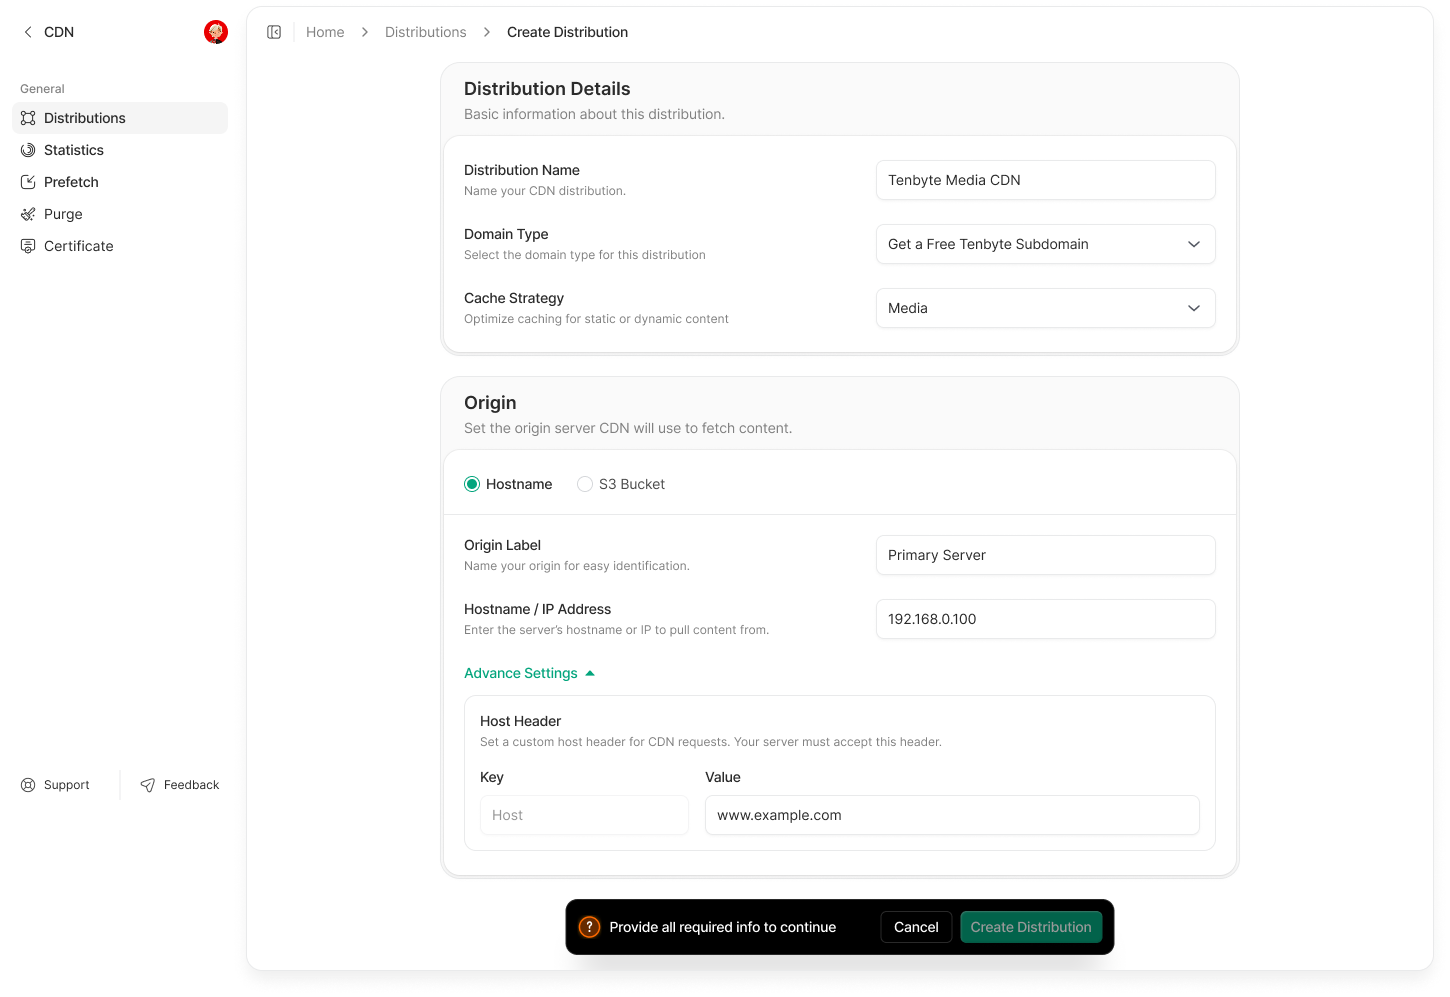 CDN
General
Distributions
Statistics
Prefetch
Purge
Certificate
Support
Feedback
Home
Distributions
Create Distribution
Distribution Details
Basic information about this distribution.
Distribution Name
Name your CDN distribution.
Tenbyte Media CDN
Domain Type
Select the domain type for this distribution
Get a Free Tenbyte Subdomain
Cache Strategy
Optimize caching for static or dynamic content
Media
Origin
Set the origin server CDN will use to fetch content.
Hostname
S3 Bucket
Origin Label
Name your origin for easy identification.
Primary Server
Hostname / IP Address
Enter the server’s hostname or IP to pull content from.
192.168.0.100
Advance Settings
Host Header
Set a custom host header for CDN requests. Your server must accept this header.
Key
Value
Host
www.example.com
? Provide all required info to continue
Cancel
Create Distribution